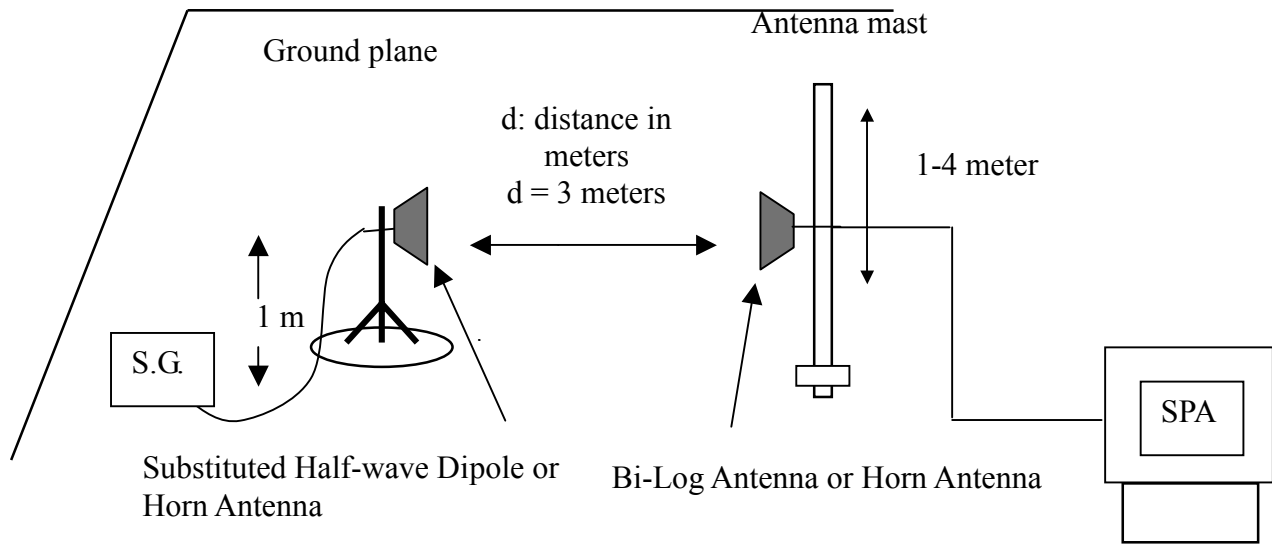 Antenna mast
Ground plane
d: distance in
meters
d = 3 meters
1-4 meter
1 m
S.G.
SPA
Substituted Half-wave Dipole or
Horn Antenna
Bi-Log Antenna or Horn Antenna